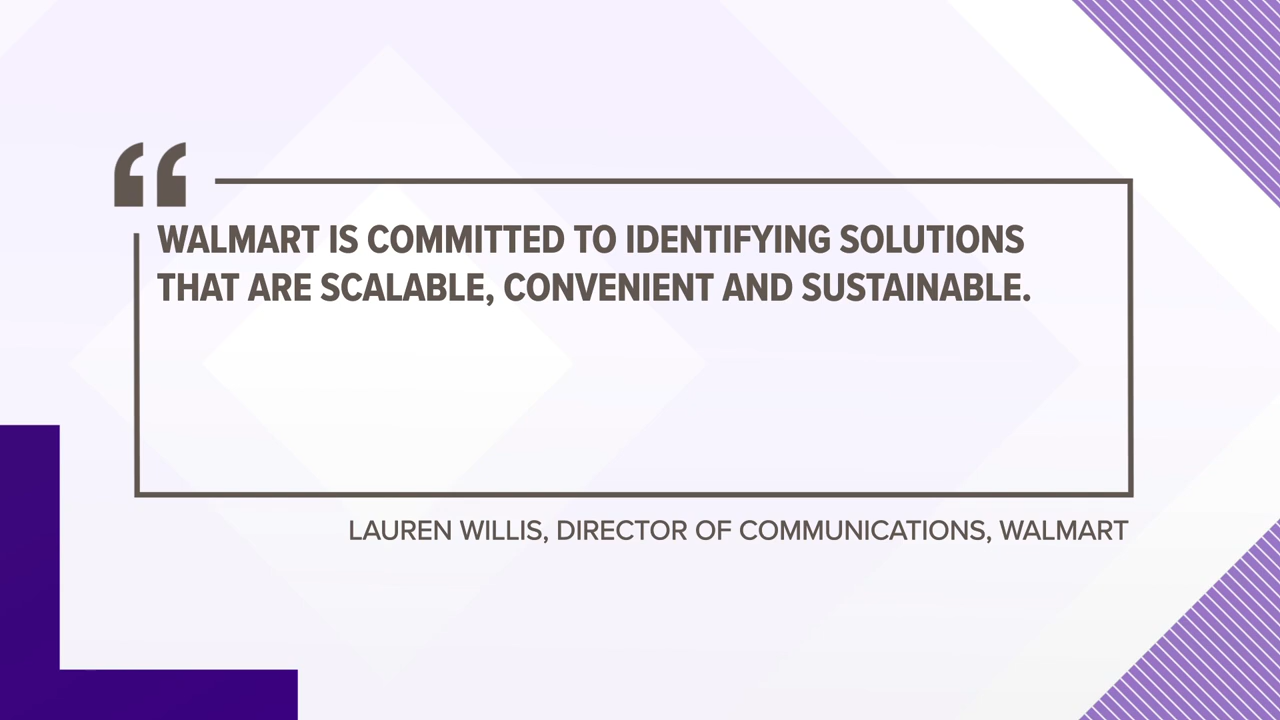 “
WALMART IS COMMITTED TO IDENTIFYING SOLUTIONS
THAT ARE SCALABLE, CONVENIENT AND SUSTAINABLE.
LAUREN WILLIS, DIRECTOR OF COMMUNICATIONS, WALMART